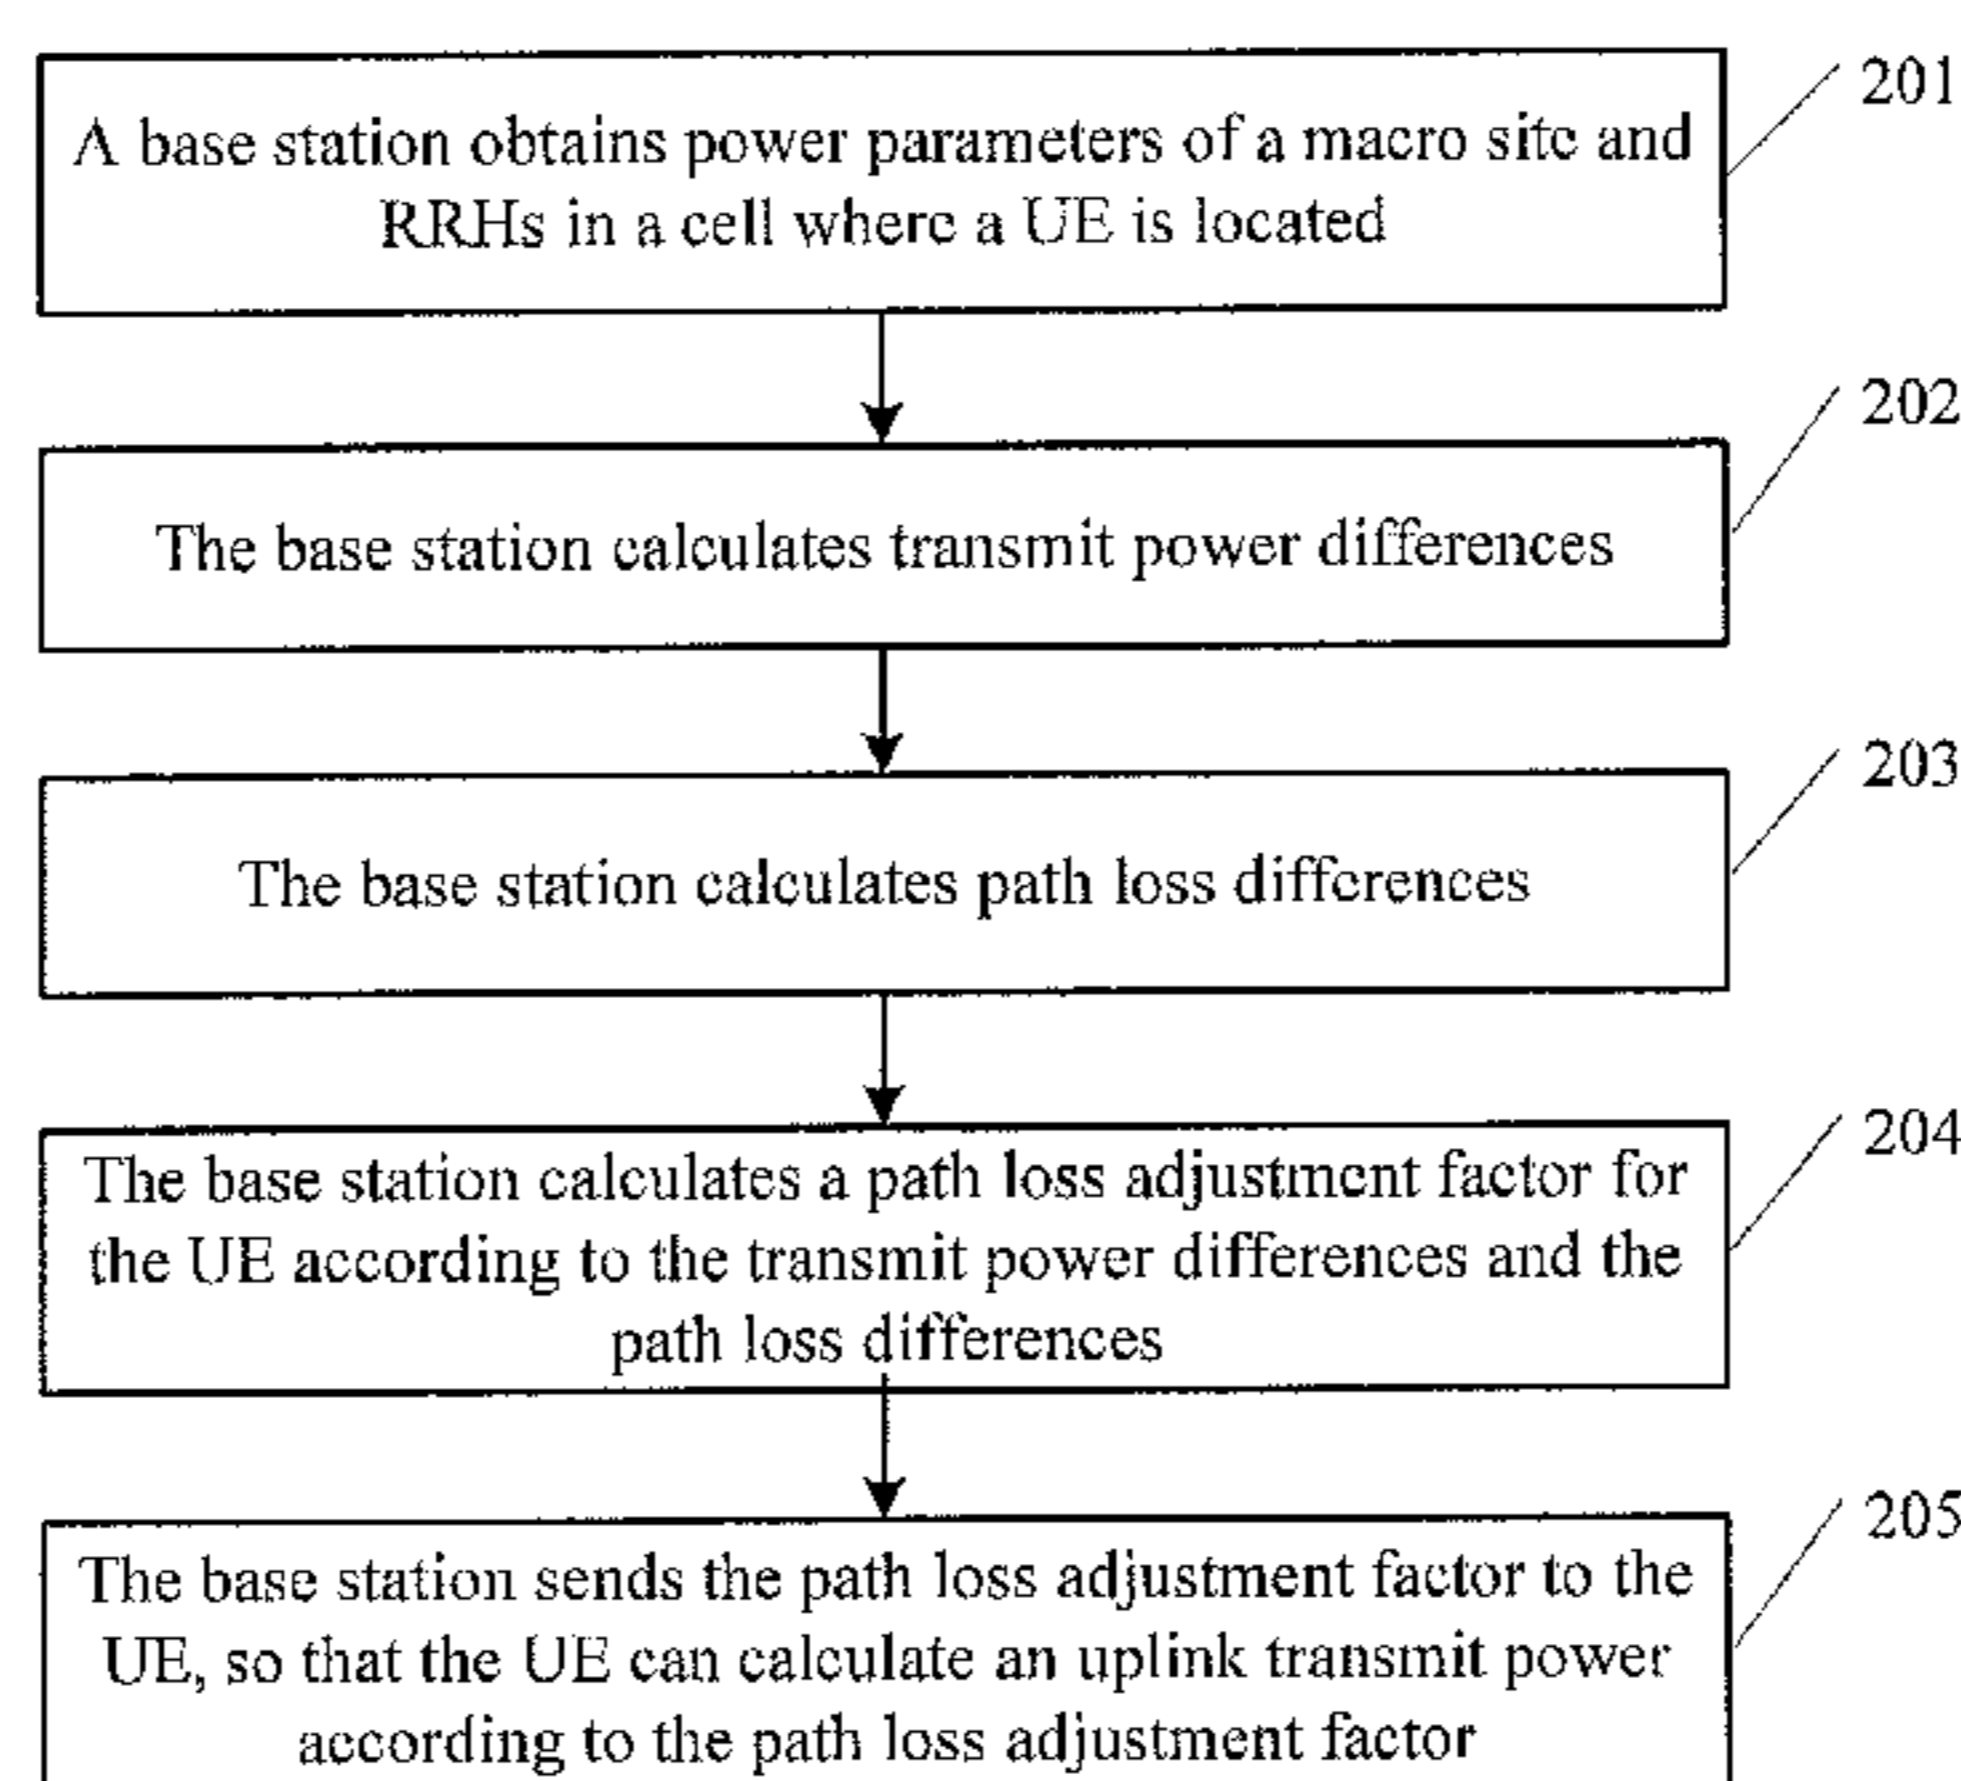 A base station obtains power parameters of a macro site and
RRHs in a cell where a UE is located
201
The base station calculates transmit power differences
202
The base station calculates path loss differences
203
The base station calculates a path loss adjustment factor for
the UE according to the transmit power differences and the
path loss differences
204
The base station sends the path loss adjustment factor to the
UE, so that the UE can calculate an uplink transmit power
according to the path loss adjustment factor
205